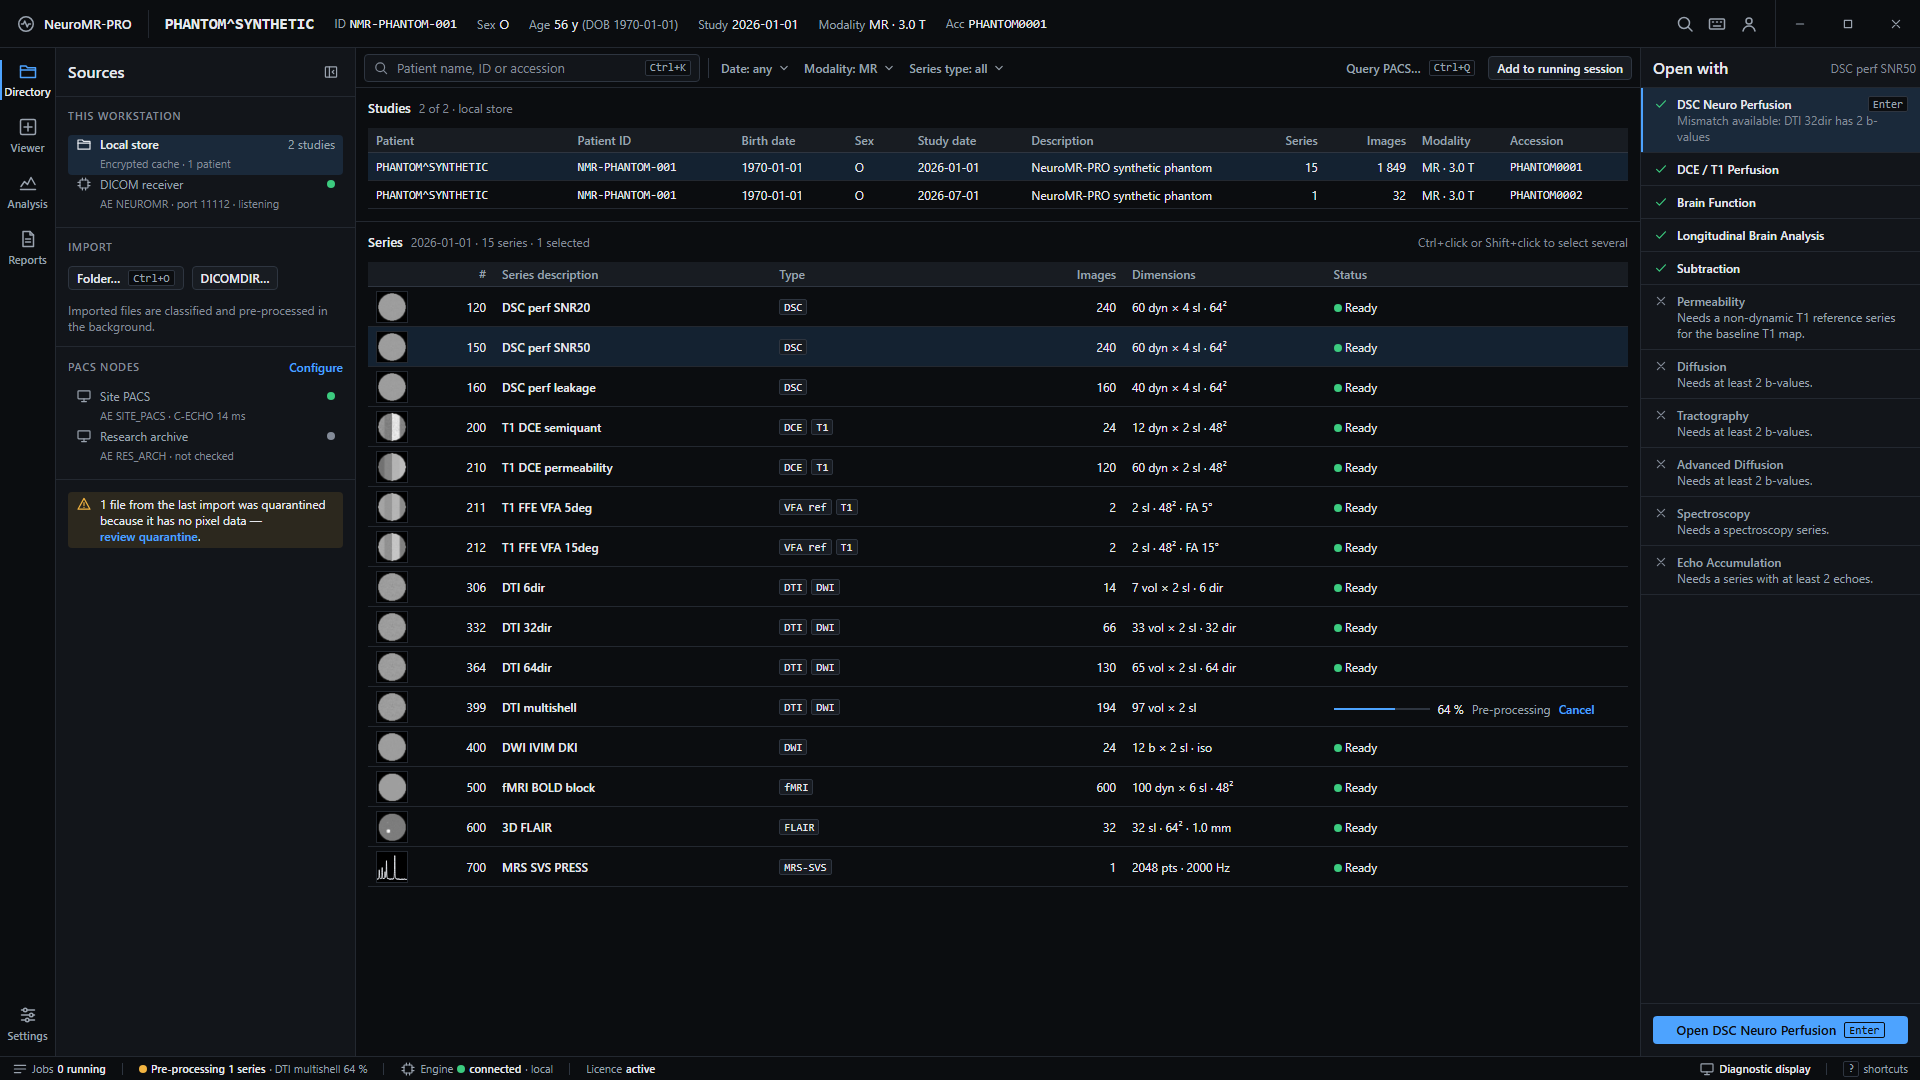 NeuroMR-PRO PHANTOM^SYNTHETIC ID NMR-PHANTOM-001 Sex O Age 56 y (DOB 1970-01-01) Study 2026-01-01 Modality MR · 3.0 T Acc PHANTOM0001
Directory
Viewer
Analysis
Reports
Settings
Sources
THIS WORKSTATION
Local store 2 studies
Encrypted cache · 1 patient
DICOM receiver
AE NEUROMR · port 11112 · listening
IMPORT
Folder... Ctrl+O DICOMDIR...
Imported files are classified and pre-processed in
the background.
PACS NODES Configure
Site PACS
AE SITE_PACS · C-ECHO 14 ms
Research archive
AE RES_ARCH · not checked
1 file from the last import was quarantined
because it has no pixel data —
review quarantine.
Patient name, ID or accession Ctrl+K Date: any Modality: MR Series type: all Query PACS... Ctrl+Q Add to running session
Studies 2 of 2 · local store
Patient Patient ID Birth date Sex Study date Description Series Images Modality Accession
PHANTOM^SYNTHETIC NMR-PHANTOM-001 1970-01-01 O 2026-01-01 NeuroMR-PRO synthetic phantom 15 1 849 MR · 3.0 T PHANTOM0001
PHANTOM^SYNTHETIC NMR-PHANTOM-001 1970-01-01 O 2026-07-01 NeuroMR-PRO synthetic phantom 1 32 MR · 3.0 T PHANTOM0002
Series 2026-01-01 · 15 series · 1 selected Ctrl+click or Shift+click to select several
# Series description Type Images Dimensions Status
120 DSC perf SNR20 DSC 240 60 dyn × 4 sl · 64² Ready
150 DSC perf SNR50 DSC 240 60 dyn × 4 sl · 64² Ready
160 DSC perf leakage DSC 160 40 dyn × 4 sl · 64² Ready
200 T1 DCE semiquant DCE T1 24 12 dyn × 2 sl · 48² Ready
210 T1 DCE permeability DCE T1 120 60 dyn × 2 sl · 48² Ready
211 T1 FFE VFA 5deg VFA ref T1 2 2 sl · 48² · FA 5° Ready
212 T1 FFE VFA 15deg VFA ref T1 2 2 sl · 48² · FA 15° Ready
306 DTI 6dir DTI DWI 14 7 vol × 2 sl · 6 dir Ready
332 DTI 32dir DTI DWI 66 33 vol × 2 sl · 32 dir Ready
364 DTI 64dir DTI DWI 130 65 vol × 2 sl · 64 dir Ready
399 DTI multishell DTI DWI 194 97 vol × 2 sl 64 % Pre-processing Cancel
400 DWI IVIM DKI DWI 24 12 b × 2 sl · iso Ready
500 fMRI BOLD block fMRI 600 100 dyn × 6 sl · 48² Ready
600 3D FLAIR FLAIR 32 32 sl · 64² · 1.0 mm Ready
700 MRS SVS PRESS MRS-SVS 1 2048 pts · 2000 Hz Ready
Open with DSC perf SNR50
DSC Neuro Perfusion Enter
Mismatch available: DTI 32dir has 2 b-
values
DCE / T1 Perfusion
Brain Function
Longitudinal Brain Analysis
Subtraction
Permeability
Needs a non-dynamic T1 reference series
for the baseline T1 map.
Diffusion
Needs at least 2 b-values.
Tractography
Needs at least 2 b-values.
Advanced Diffusion
Needs at least 2 b-values.
Spectroscopy
Needs a spectroscopy series.
Echo Accumulation
Needs a series with at least 2 echoes.
Open DSC Neuro Perfusion Enter
Jobs 0 running Pre-processing 1 series · DTI multishell 64 % Engine connected · local Licence active Diagnostic display ? shortcuts